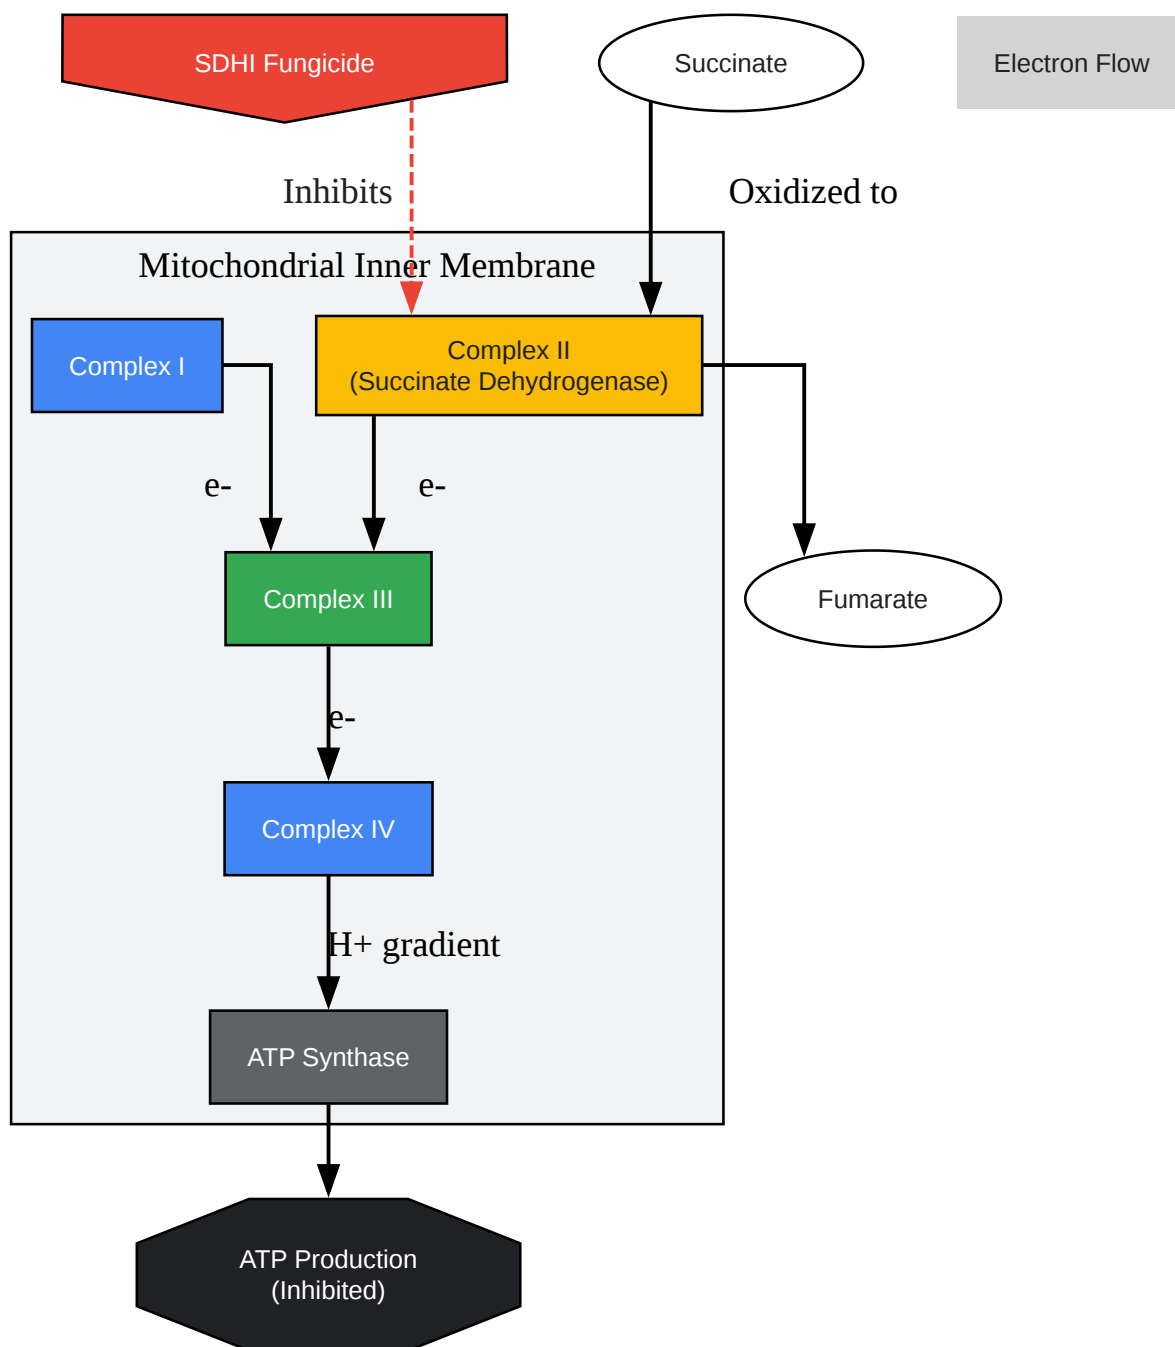 SDHI Fungicide
Succinate
Electron Flow
Inhibits
Oxidized to
Mitochondrial Inner Membrane
Complex I
Complex II
(Succinate Dehydrogenase)
e-
e-
Complex III
Fumarate
e-
Complex IV
H+ gradient
ATP Synthase
ATP Production
(Inhibited)